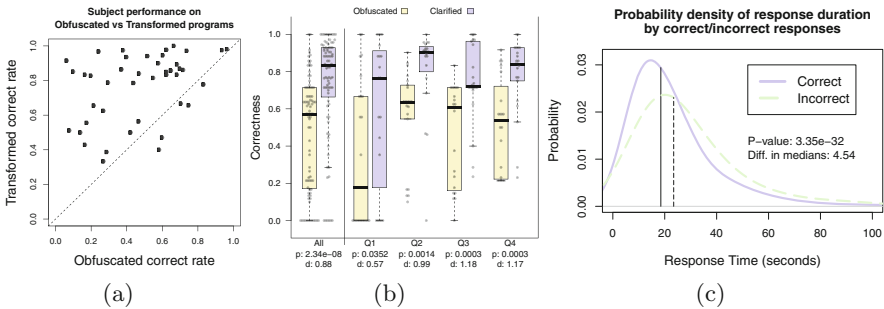 Subject performance on
Obfuscated vs Transformed programs
Transformed correct rate
1.0
0.8
0.6
0.4
0.2
0.0
0.0 0.2 0.4 0.6 0.8 1.0
Obfuscated correct rate
(a)
Obfuscated Clarified
Correctness
1.0
0.8
0.6
0.4
0.2
0.0
All Q1 Q2 Q3 Q4
p: 2.34e−08 p: 0.0352 p: 0.0014 p: 0.0003 p: 0.0003
d: 0.88 d: 0.57 d: 0.99 d: 1.18 d: 1.17
(b)
Probability density of response duration
by correct/incorrect responses
Probability
0.03
0.02
0.01
0.00
Correct
Incorrect
P−value: 3.35e−32
Diff. in medians: 4.54
0 20 40 60 80 100
Response Time (seconds)
(c)